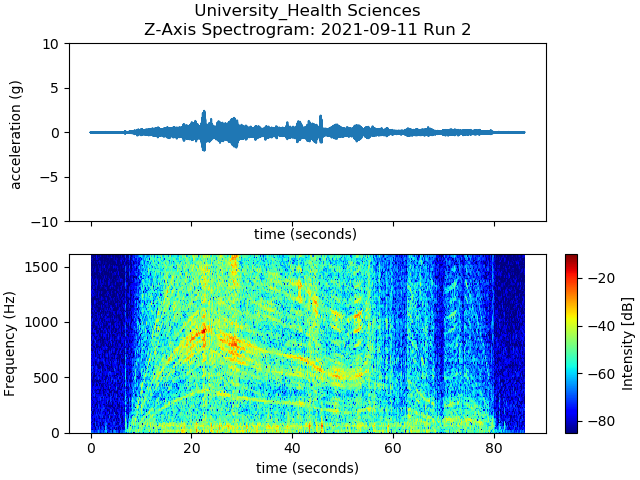 University_Health Sciences
Z-Axis Spectrogram: 2021-09-11 Run 2
10
5
0
−5
−10
acceleration (g)
time (seconds)
1500
1000
500
0
Frequency (Hz)
0 20 40 60 80
time (seconds)
−20
−40
−60
−80
Intensity [dB]